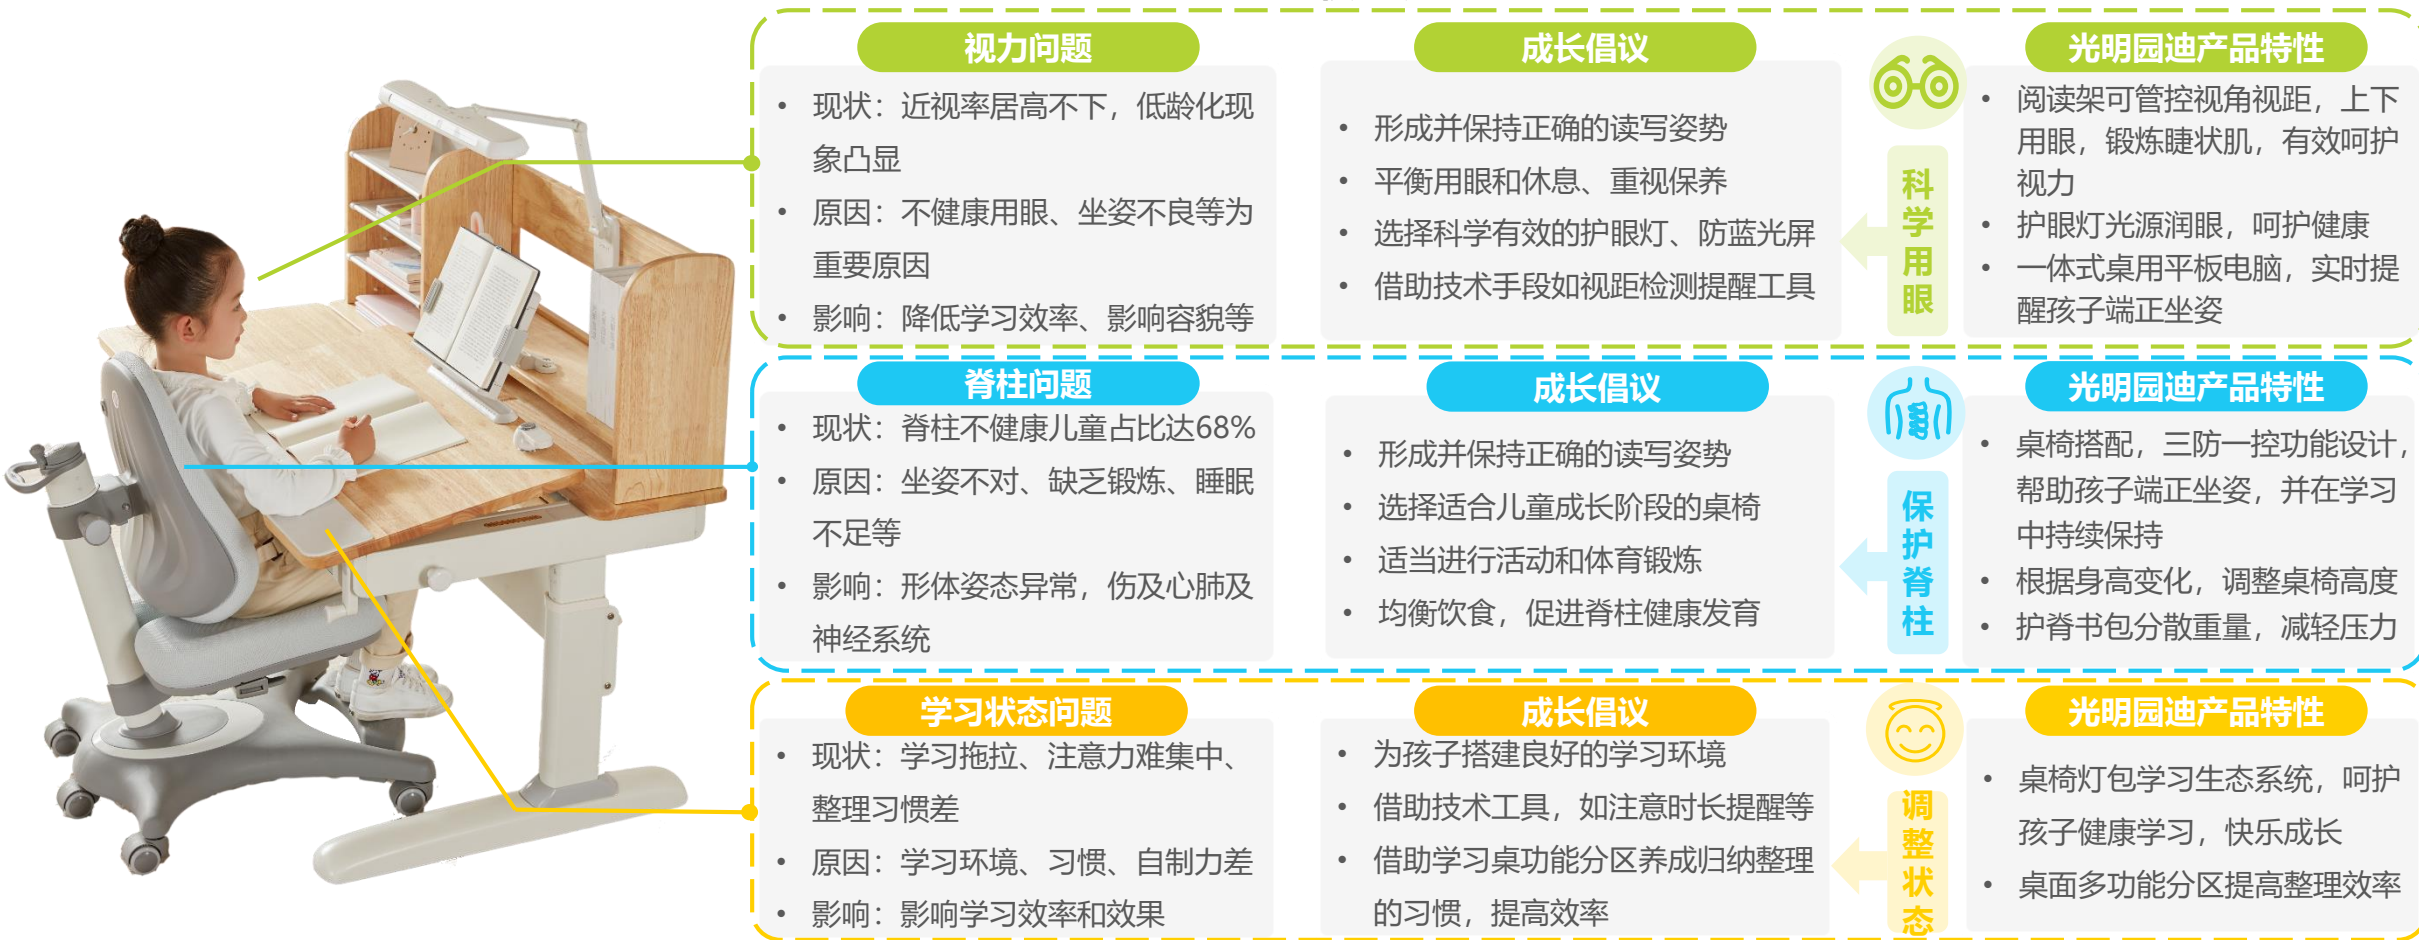 视力问题
• 现状：近视率居高不下，低龄化现
象凸显
• 原因：不健康用眼、坐姿不良等为
重要原因
• 影响：降低学习效率、影响容貌等
成长倡议
• 形成并保持正确的读写姿势
• 平衡用眼和休息、重视保养
• 选择科学有效的护眼灯、防蓝光屏
• 借助技术手段如视距检测提醒工具
科学用眼
光明园迪产品特性
• 阅读架可管控视角视距，上下
用眼，锻炼睫状肌，有效呵护
视力
• 护眼灯光源润眼，呵护健康
• 一体式桌用平板电脑，实时提
醒孩子端正坐姿
脊柱问题
• 现状：脊柱不健康儿童占比达68%
• 原因：坐姿不对、缺乏锻炼、睡眠
不足等
• 影响：形体姿态异常，伤及心肺及
神经系统
成长倡议
• 形成并保持正确的读写姿势
• 选择适合儿童成长阶段的桌椅
• 适当进行活动和体育锻炼
• 均衡饮食，促进脊柱健康发育
保护脊柱
光明园迪产品特性
• 桌椅搭配，三防一控功能设计，
帮助孩子端正坐姿，并在学习
中持续保持
• 根据身高变化，调整桌椅高度
• 护脊书包分散重量，减轻压力
学习状态问题
• 现状：学习拖拉、注意力难集中、
整理习惯差
• 原因：学习环境、习惯、自制力差
• 影响：影响学习效率和效果
成长倡议
• 为孩子搭建良好的学习环境
• 借助技术工具，如注意时长提醒等
• 借助学习桌功能分区养成归纳整理
的习惯，提高效率
调整状态
光明园迪产品特性
• 桌椅灯包学习生态系统，呵护
孩子健康学习，快乐成长
• 桌面多功能分区提高整理效率